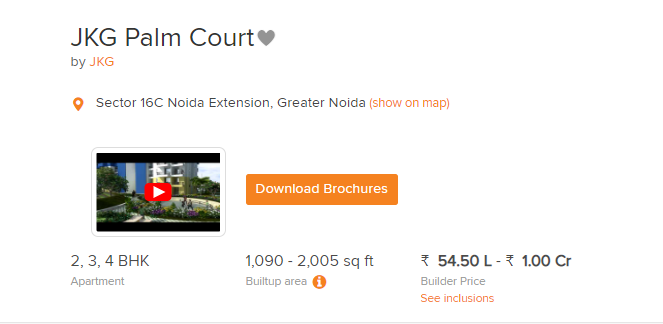 JKG Palm Court
by JKG
Sector 16C Noida Extension, Greater Noida (show on map)
Download Brochures
2, 3, 4 BHK
Apartment
1,090 - 2,005 sq ft
Builtup area i
₹ 54.50 L - ₹ 1.00 Cr
Builder Price
See inclusions